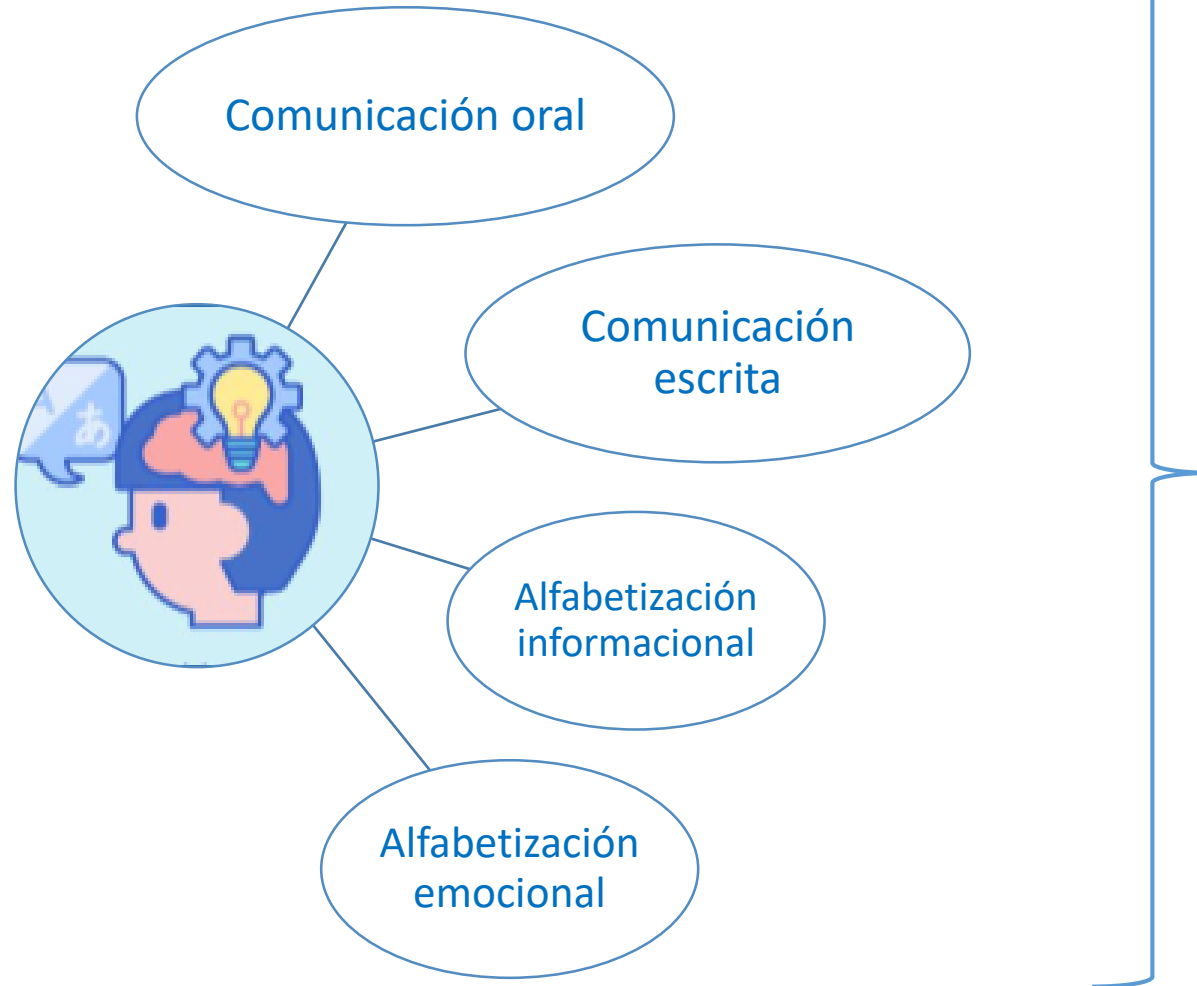 Comunicación oral
Comunicación
escrita
あ
Alfabetización
informacional
Alfabetización
emocional